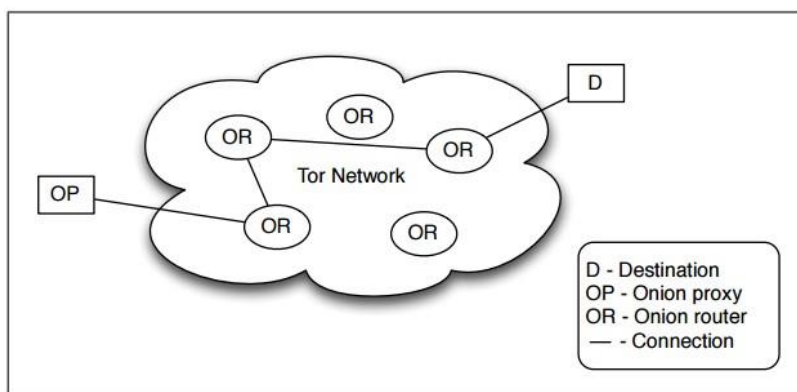 D
OR
OR
OR
Tor Network
OP
OR
OR
D - Destination
OP - Onion proxy
OR - Onion router
— - Connection